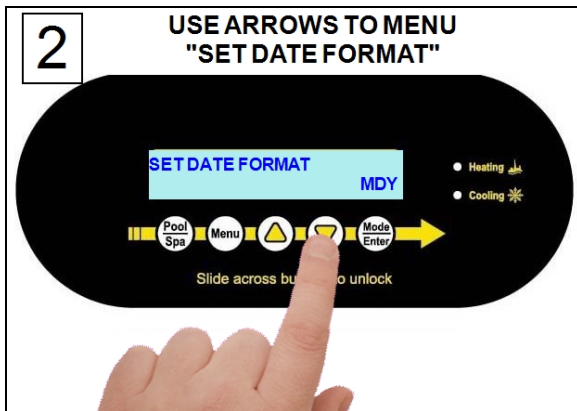 2
USE ARROWS TO MENU
"SET DATE FORMAT"
SET DATE FORMAT
MDY
Heating
Cooling
Pool
Spa
Menu
Mode
Enter
Slide across bu o unlock